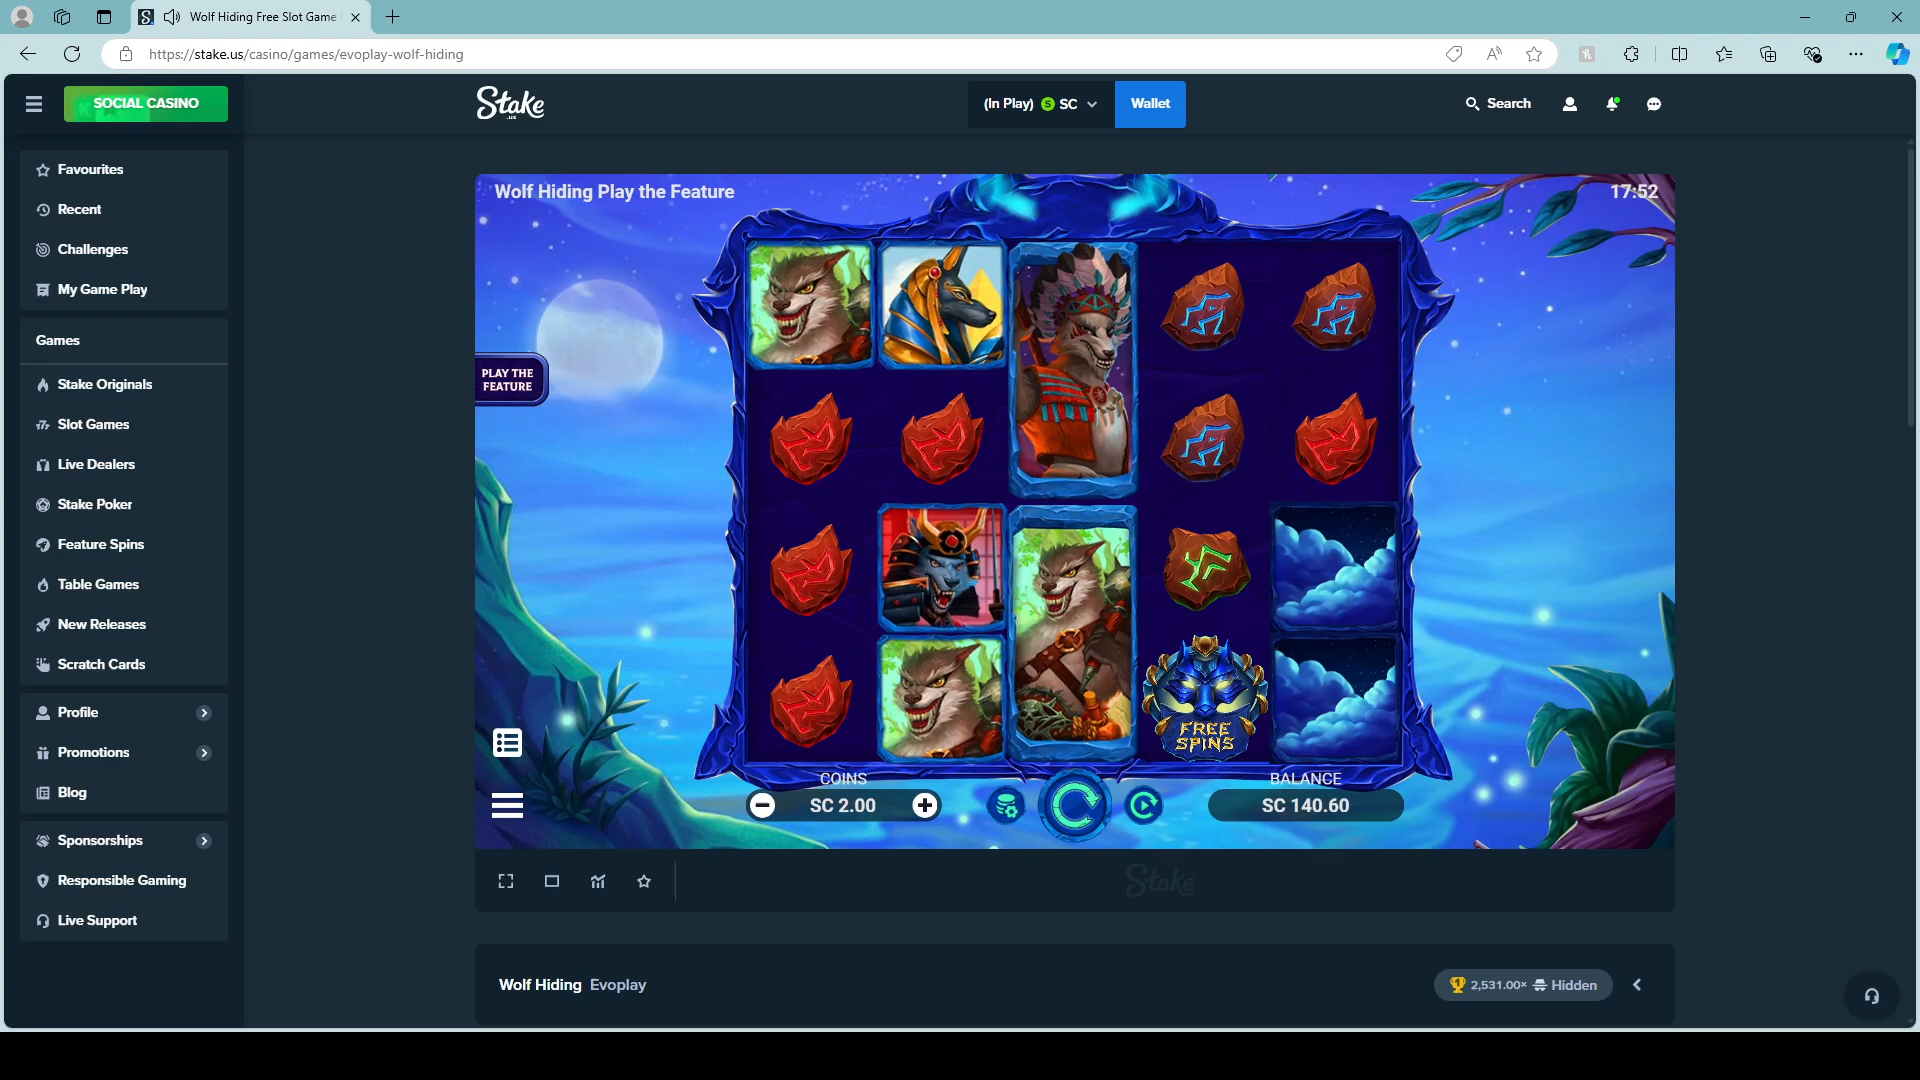 Wolf Hiding Free Slot Game
https://stake.us/casino/games/evoplay-wolf-hiding
SOCIAL CASINO
Stake
.us
(In Play) SC
Wallet
Search
Favourites
Recent
Challenges
My Game Play
Games
Stake Originals
Slot Games
Live Dealers
Stake Poker
Feature Spins
Table Games
New Releases
Scratch Cards
Profile
Promotions
Blog
Sponsorships
Responsible Gaming
Live Support
Wolf Hiding Play the Feature
17:52
PLAY THE
FEATURE
FREE
SPINS
COINS
SC 2.00
BALANCE
SC 140.60
Stake
Wolf Hiding Evoplay
2,531.00× Hidden